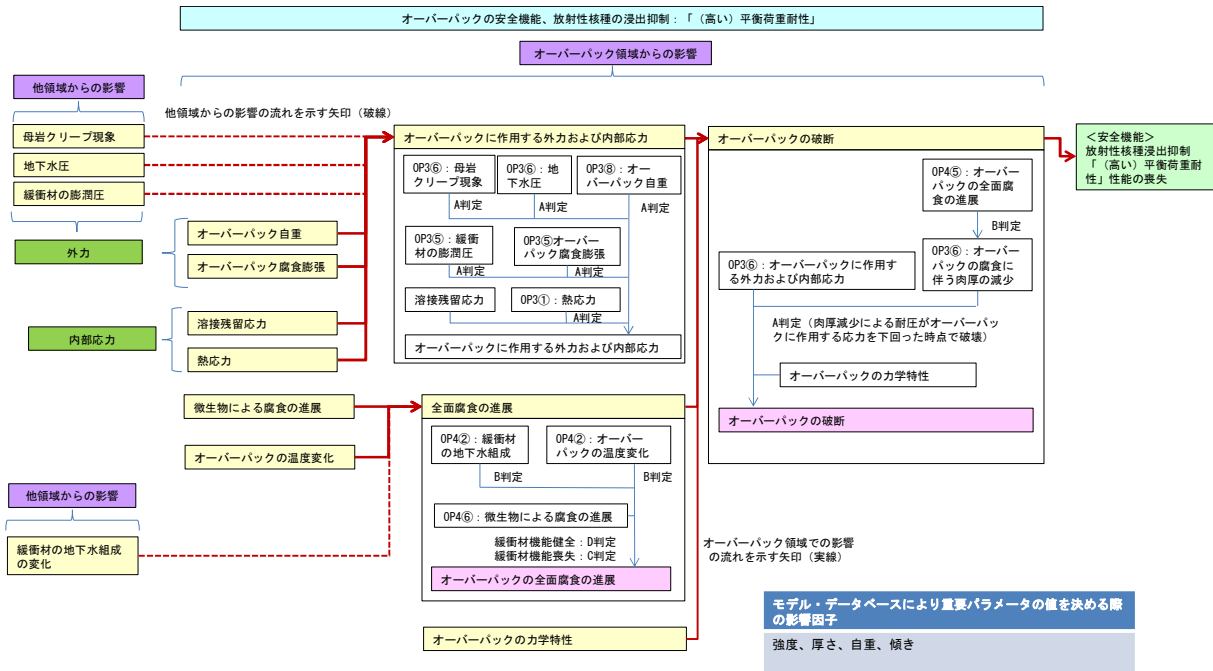 オーバーパックの安全機能、放射性核種の浸出抑制：「（高い）平衡荷重耐性」
オーバーパック領域からの影響
他領域からの影響
他領域からの影響の流れを示す矢印（破線）
母岩クリープ現象
地下水圧
緩衝材の膨潤圧
外力
オーバーパック自重
オーバーパック腐食膨張
内部応力
溶接残留応力
熱応力
オーバーパックに作用する外力および内部応力
OP3⑥：母岩
クリープ現象
OP3⑥：地
下水圧
OP3⑧：オー
バーパック自重
A判定
A判定
A判定
OP3⑤：緩衝
材の膨潤圧
OP3⑤オーバー
パック腐食膨張
A判定
A判定
溶接残留応力
OP3①：熱応力
A判定
オーバーパックに作用する外力および内部応力
オーバーパックの破断
OP4⑤：オーバー
パックの全面腐
食の進展
B判定
OP3⑥：オーバーパックに作用す
る外力および内部応力
OP3⑥：オーバー
パックの腐食に
伴う肉厚の減少
A判定（肉厚減少による耐圧がオーバーパッ
クに作用する応力を下回った時点で破壊）
オーバーパックの力学特性
オーバーパックの破断
＜安全機能＞
放射性核種浸出抑制
「（高い）平衡荷重耐
性」性能の喪失
微生物による腐食の進展
オーバーパックの温度変化
他領域からの影響
緩衝材の地下水組成
の変化
全面腐食の進展
OP4②：緩衝材
の地下水組成
OP4②：オーバー
パックの温度変化
B判定
B判定
OP4⑥：微生物による腐食の進展
緩衝材機能健全：D判定
緩衝材機能喪失：C判定
オーバーパックの全面腐食の進展
オーバーパック領域での影響
の流れを示す矢印（実線）
オーバーパックの力学特性
モデル・データベースにより重要パラメータの値を決める際
の影響因子
強度、厚さ、自重、傾き